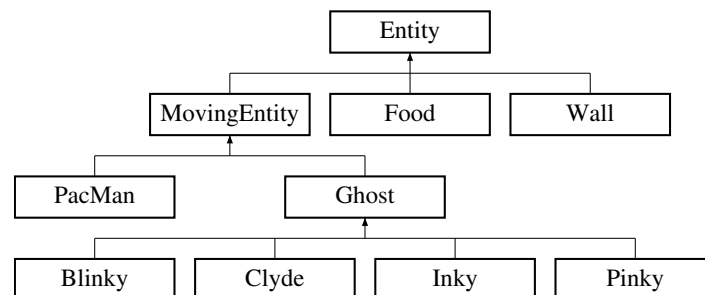 Entity
MovingEntity
Food
Wall
PacMan
Ghost
Blinky
Clyde
Inky
Pinky